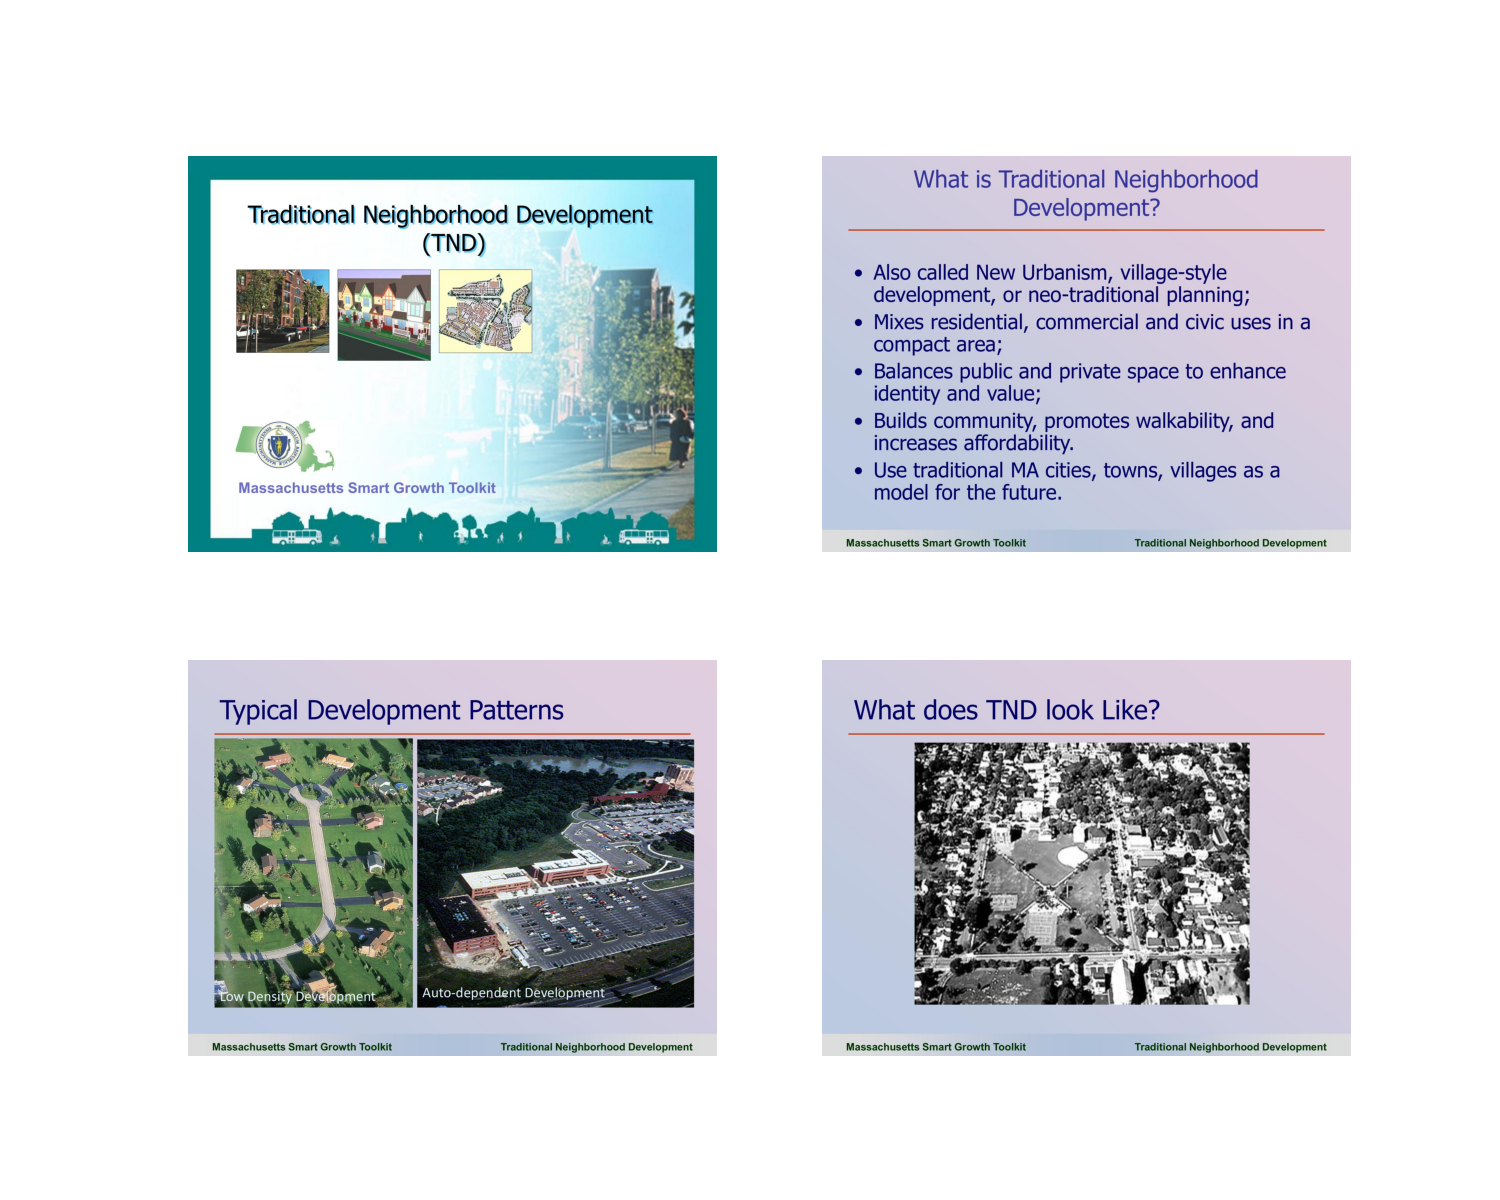 Traditional Neighborhood Development
(TND)
Massachusetts Smart Growth Toolkit
What is Traditional Neighborhood
Development?
• Also called New Urbanism, village-style
development, or neo-traditional planning;
• Mixes residential, commercial and civic uses in a
compact area;
• Balances public and private space to enhance
identity and value;
• Builds community, promotes walkability, and
increases affordability.
• Use traditional MA cities, towns, villages as a
model for the future.
Massachusetts Smart Growth Toolkit
Traditional Neighborhood Development
Typical Development Patterns
Low Density Development
Auto-dependent Development
Massachusetts Smart Growth Toolkit
Traditional Neighborhood Development
What does TND look Like?
Massachusetts Smart Growth Toolkit
Traditional Neighborhood Development